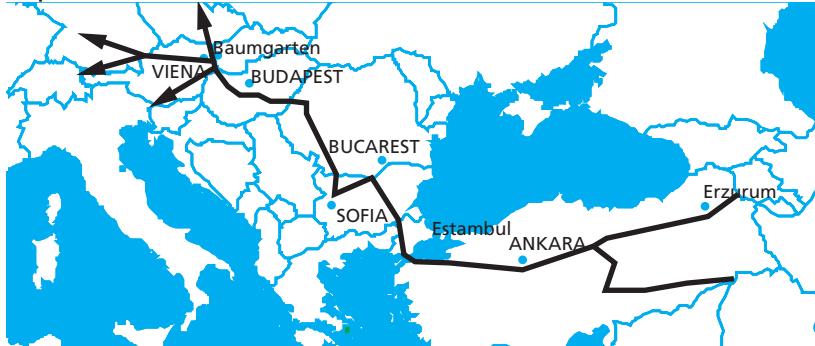 Baumgarten
VIENA
BUDAPEST
BUCAREST
Erzurum
SOFIA
Estambul
ANKARA